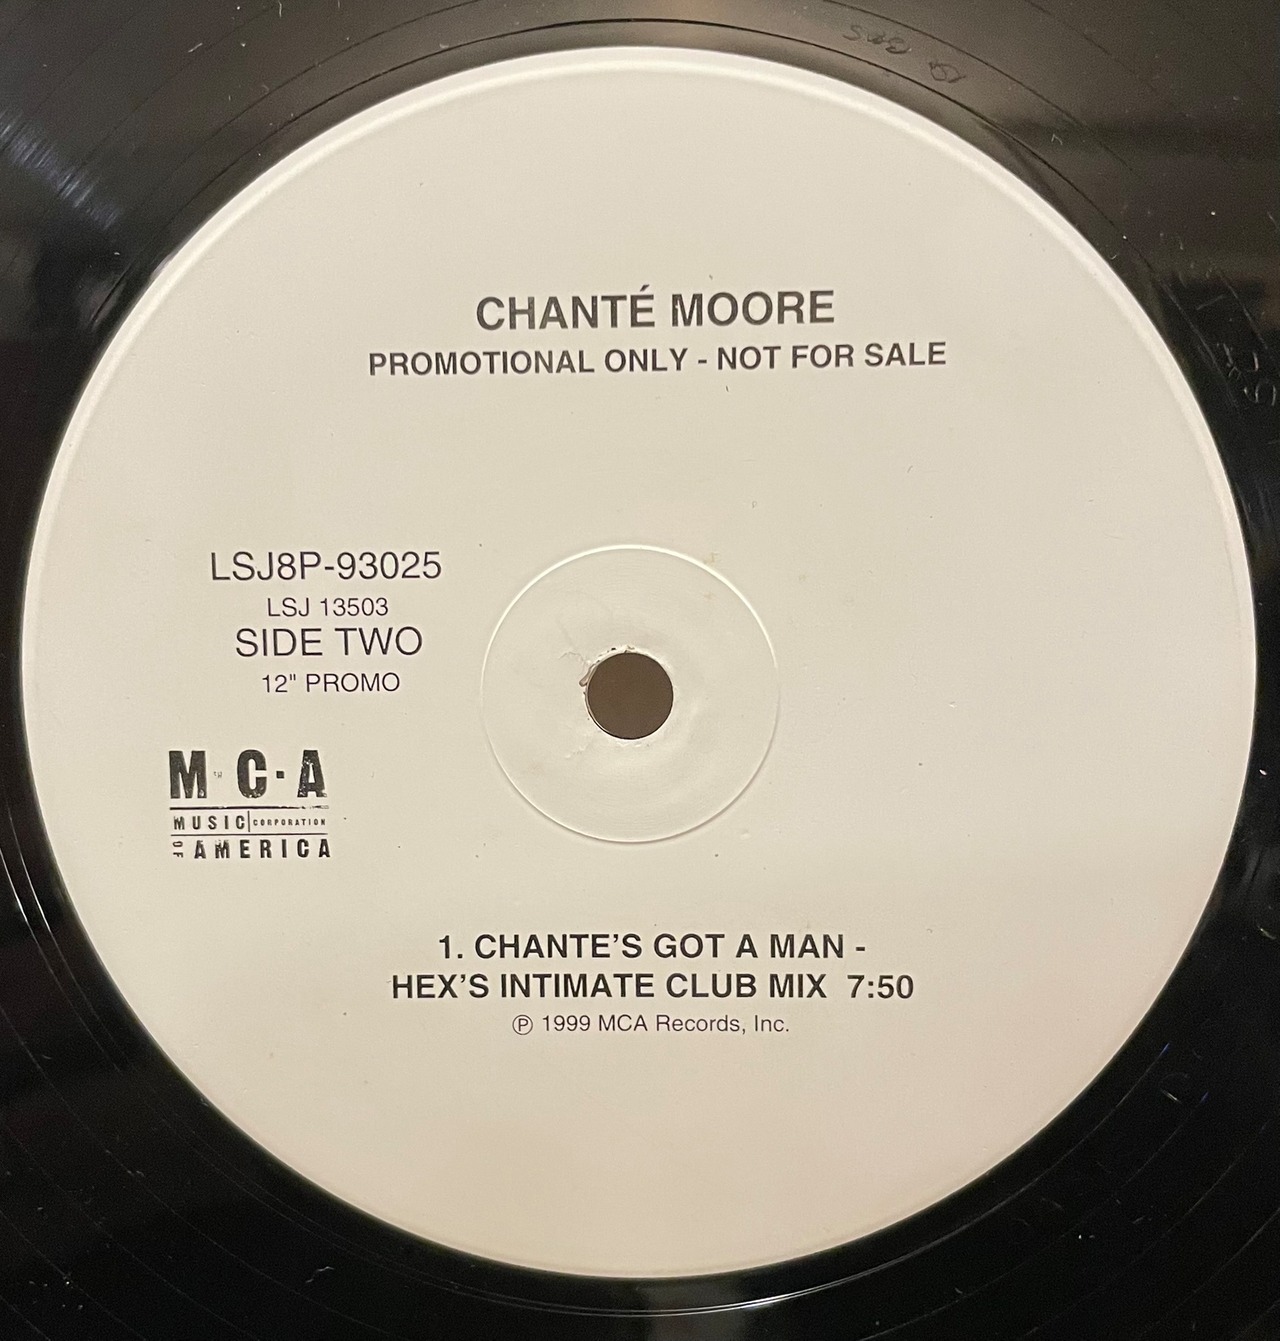 CHANTÉ MOORE
PROMOTIONAL ONLY - NOT FOR SALE
LSJ8P-93025
LSJ 13503
SIDE TWO
12" PROMO
M·C·A
MUSIC CORPORATION
OF AMERICA
1. CHANTE'S GOT A MAN -
HEX'S INTIMATE CLUB MIX 7:50
℗ 1999 MCA Records, Inc.